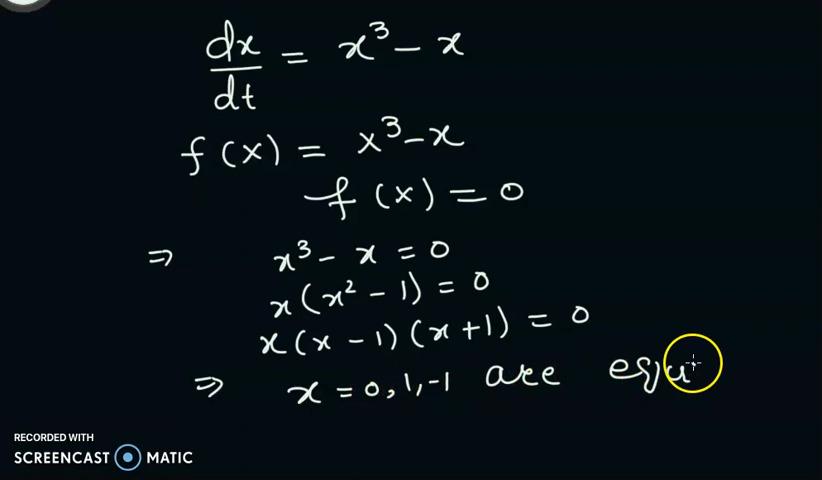 dx/dt = x³ - x
f(x) = x³-x
f(x) = 0
⇒ x³ - x = 0
x(x² - 1) = 0
x(x - 1)(x+1) = 0
⇒ x = 0, 1, -1 are equ
RECORDED WITH
SCREENCAST MATIC